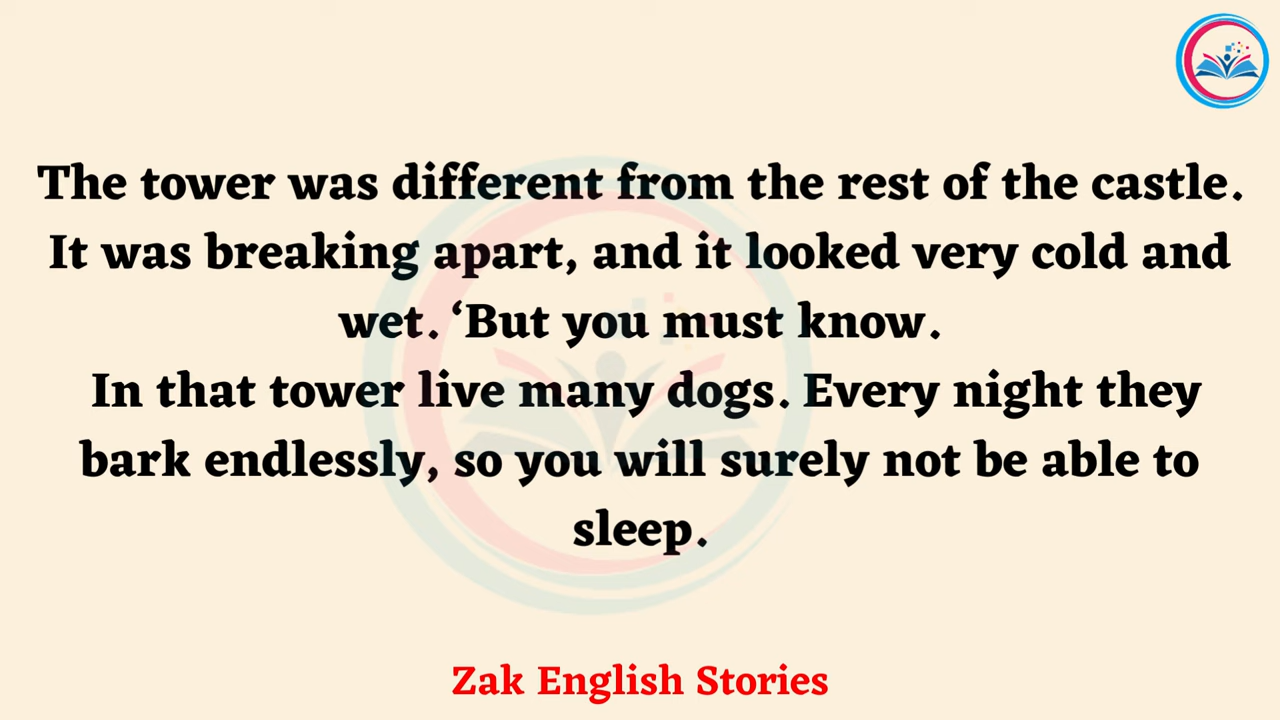 The tower was different from the rest of the castle.
It was breaking apart, and it looked very cold and
wet. ‘But you must know.
In that tower live many dogs. Every night they
bark endlessly, so you will surely not be able to
sleep.
Zak English Stories